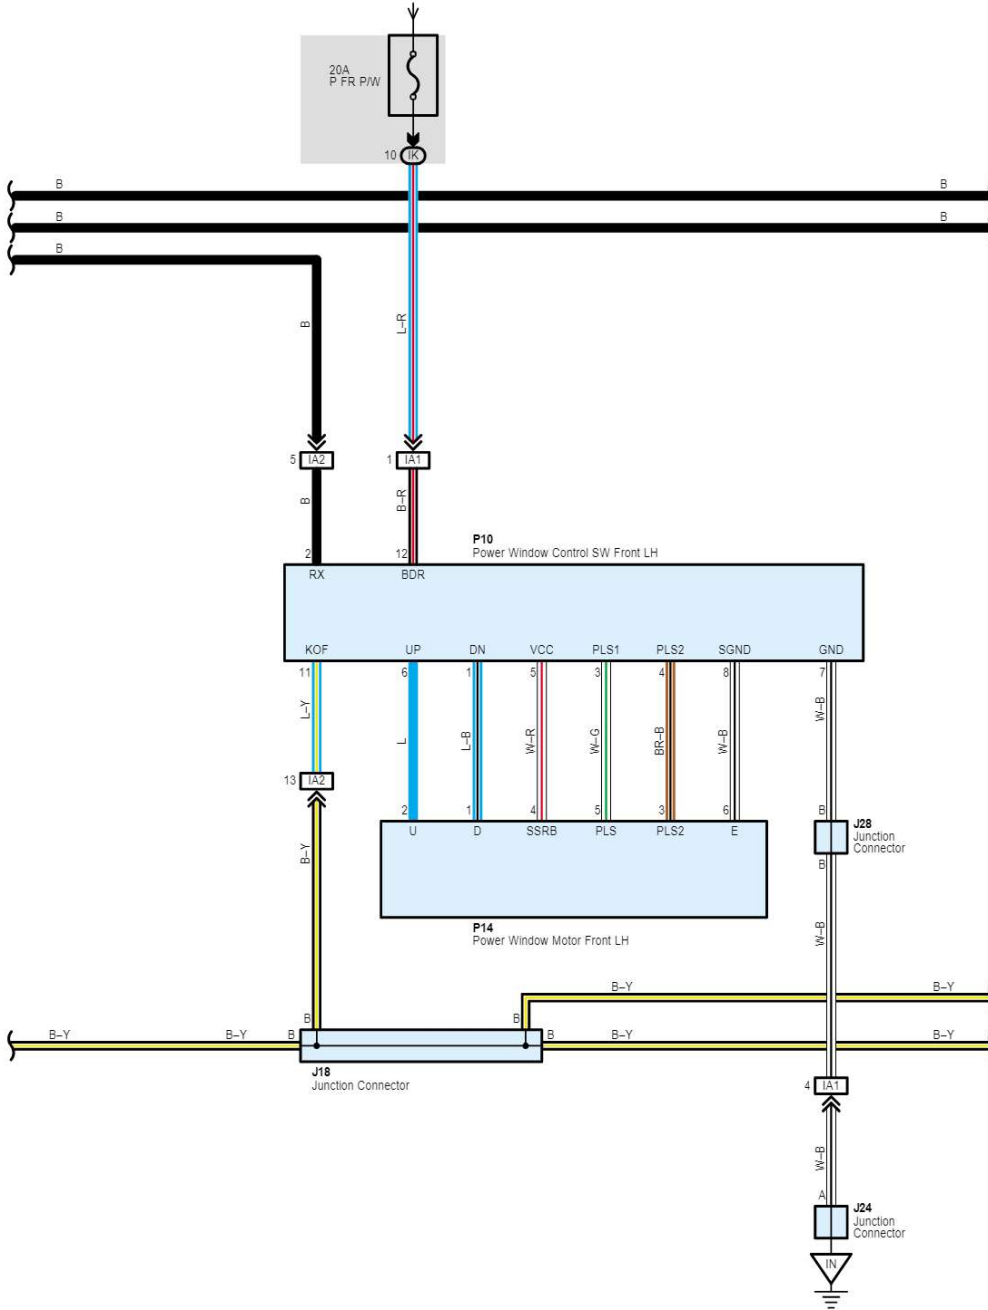 20A
P FR P/W
10 IK
B B
B B
B
B
L–R
5 IA2 1 IA1
B
B–R
P10
Power Window Control SW Front LH
2 12
RX BDR
KOF UP DN VCC PLS1 PLS2 SGND GND
11 6 1 5 3 4 8 7
L–Y
L
L–B
W–R
W–G
BR–B
W–B
W–B
13 IA2
2 1 4 5 3 6 B
U D SSRB PLS PLS2 E
J28
Junction
Connector
B
B–Y
P14
Power Window Motor Front LH
W–B
B–Y B–Y
B B
B–Y B–Y B B B–Y B–Y
J18
Junction Connector
4 IA1
W–B
A
J24
Junction
Connector
IN